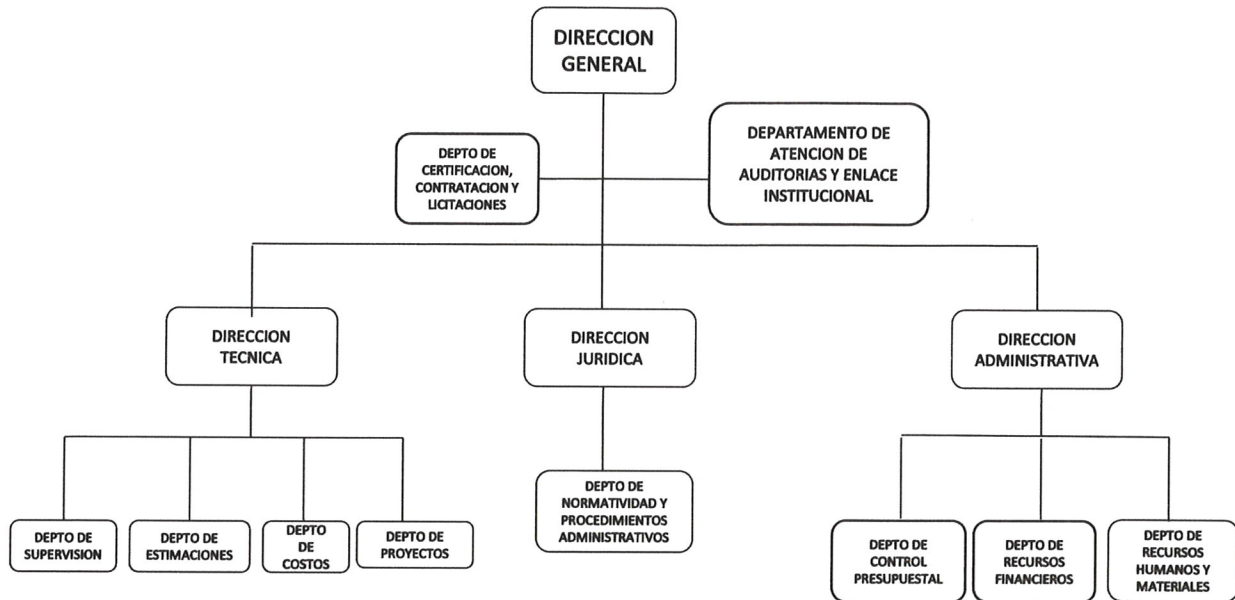 DIRECCION
GENERAL
DEPTO DE
CERTIFICACION,
CONTRATACION Y
LICITACIONES
DEPARTAMENTO DE
ATENCION DE
AUDITORIAS Y ENLACE
INSTITUCIONAL
DIRECCION
TECNICA
DIRECCION
JURIDICA
DIRECCION
ADMINISTRATIVA
DEPTO DE
SUPERVISION
DEPTO DE
ESTIMACIONES
DEPTO
DE
COSTOS
DEPTO DE
PROYECTOS
DEPTO DE
NORMATIVIDAD Y
PROCEDIMIENTOS
ADMINISTRATIVOS
DEPTO DE
CONTROL
PRESUPUESTAL
DEPTO DE
RECURSOS
FINANCIEROS
DEPTO DE
RECURSOS
HUMANOS Y
MATERIALES